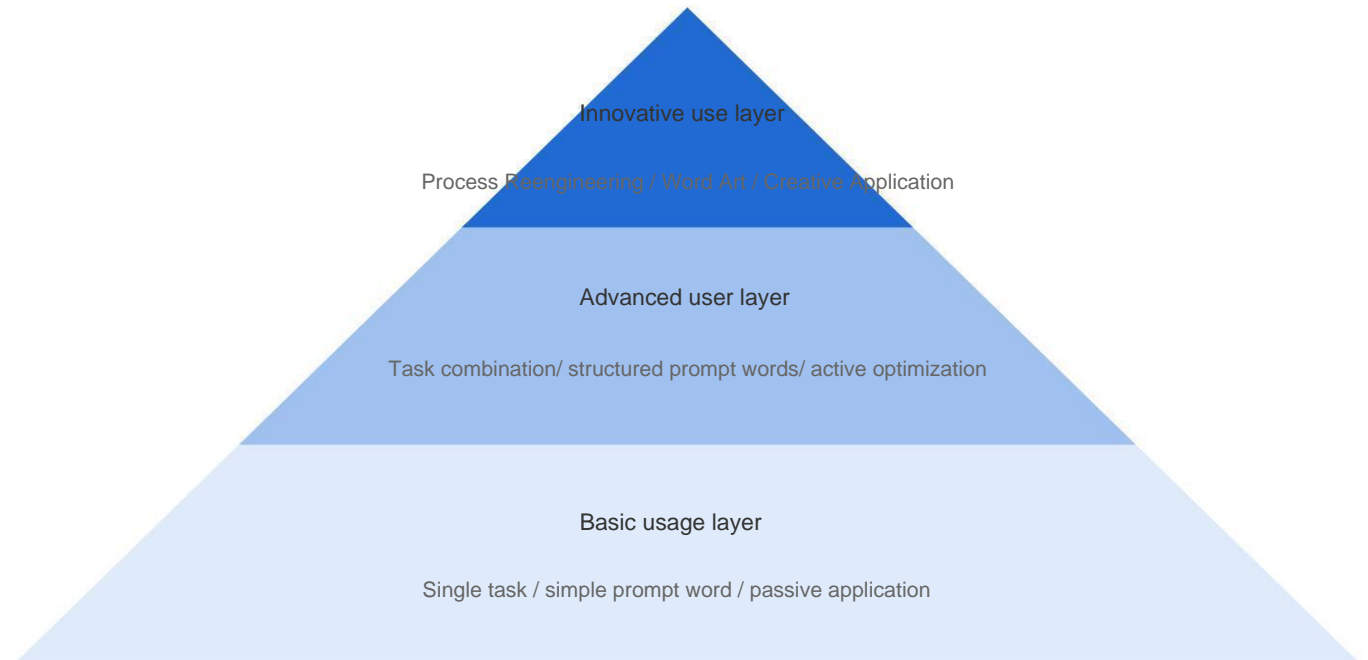 Innovative use layer
Process Reengineering / Word Art / Creative Application
Advanced user layer
Task combination/ structured prompt words/ active optimization
Basic usage layer
Single task / simple prompt word / passive application